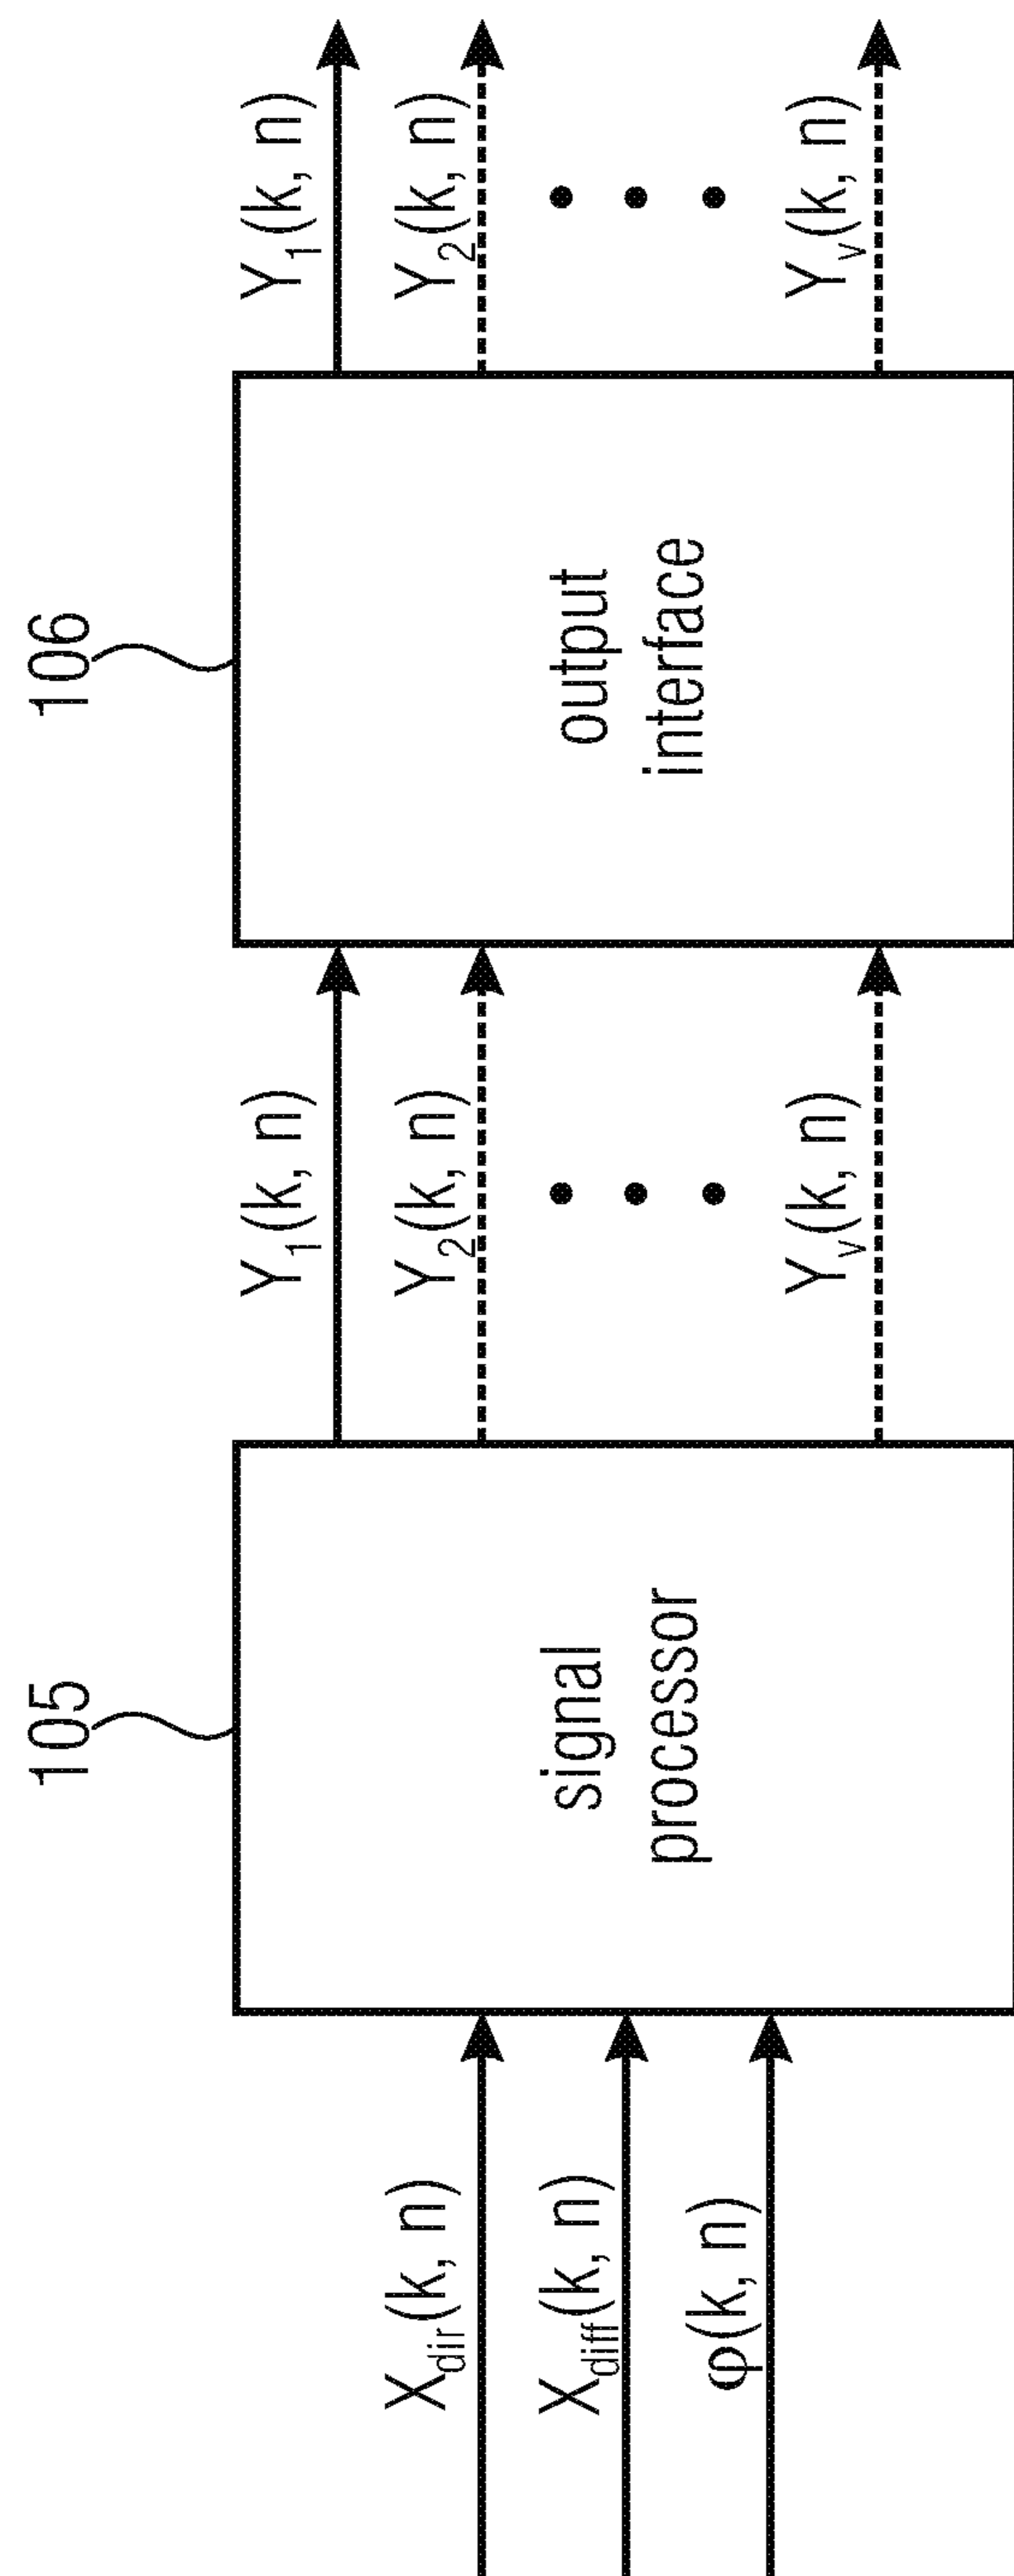 105
106
X_dir(k, n)
X_diff(k, n)
φ(k, n)
signal
processor
Y_1(k, n)
Y_2(k, n)
• • •
Y_v(k, n)
output
interface
Y_1(k, n)
Y_2(k, n)
• • •
Y_v(k, n)